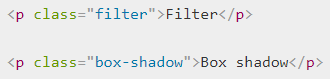 <p class="filter">Filter</p>
<p class="box-shadow">Box shadow</p>